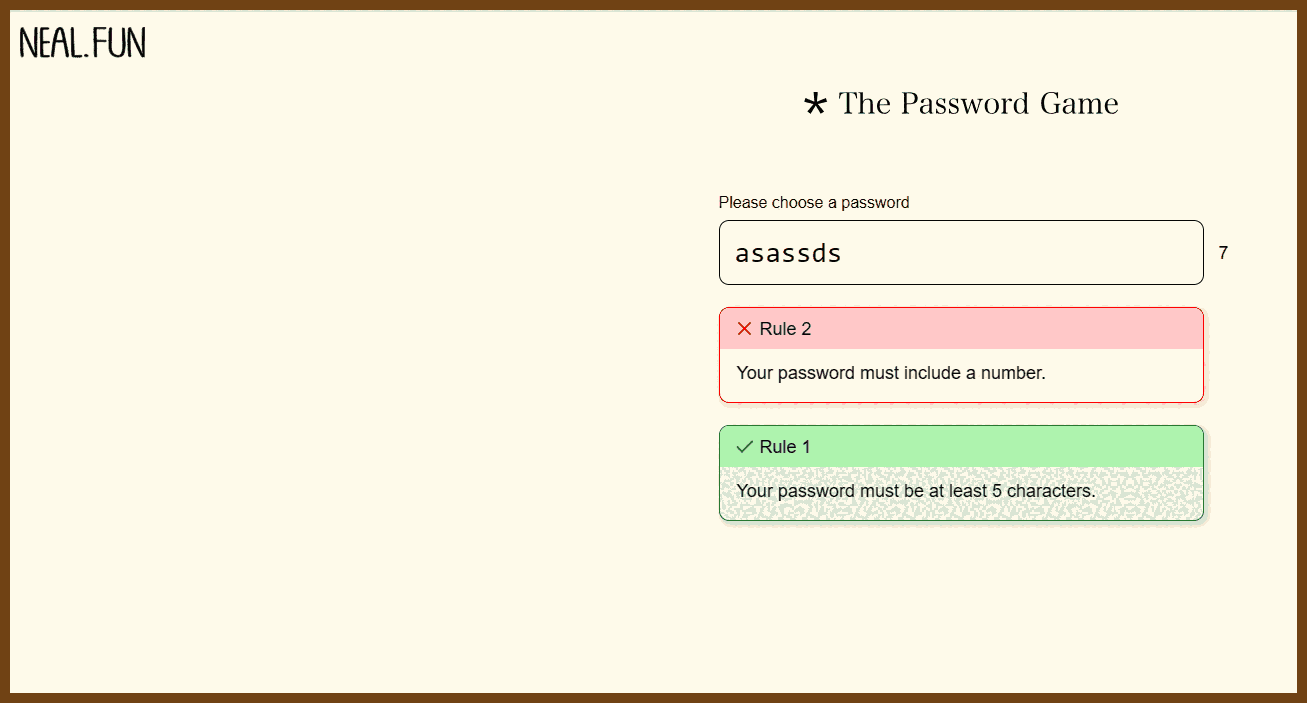 NEAL.FUN
* The Password Game
Please choose a password
asassds
7
Rule 2
Your password must include a number.
Rule 1
Your password must be at least 5 characters.